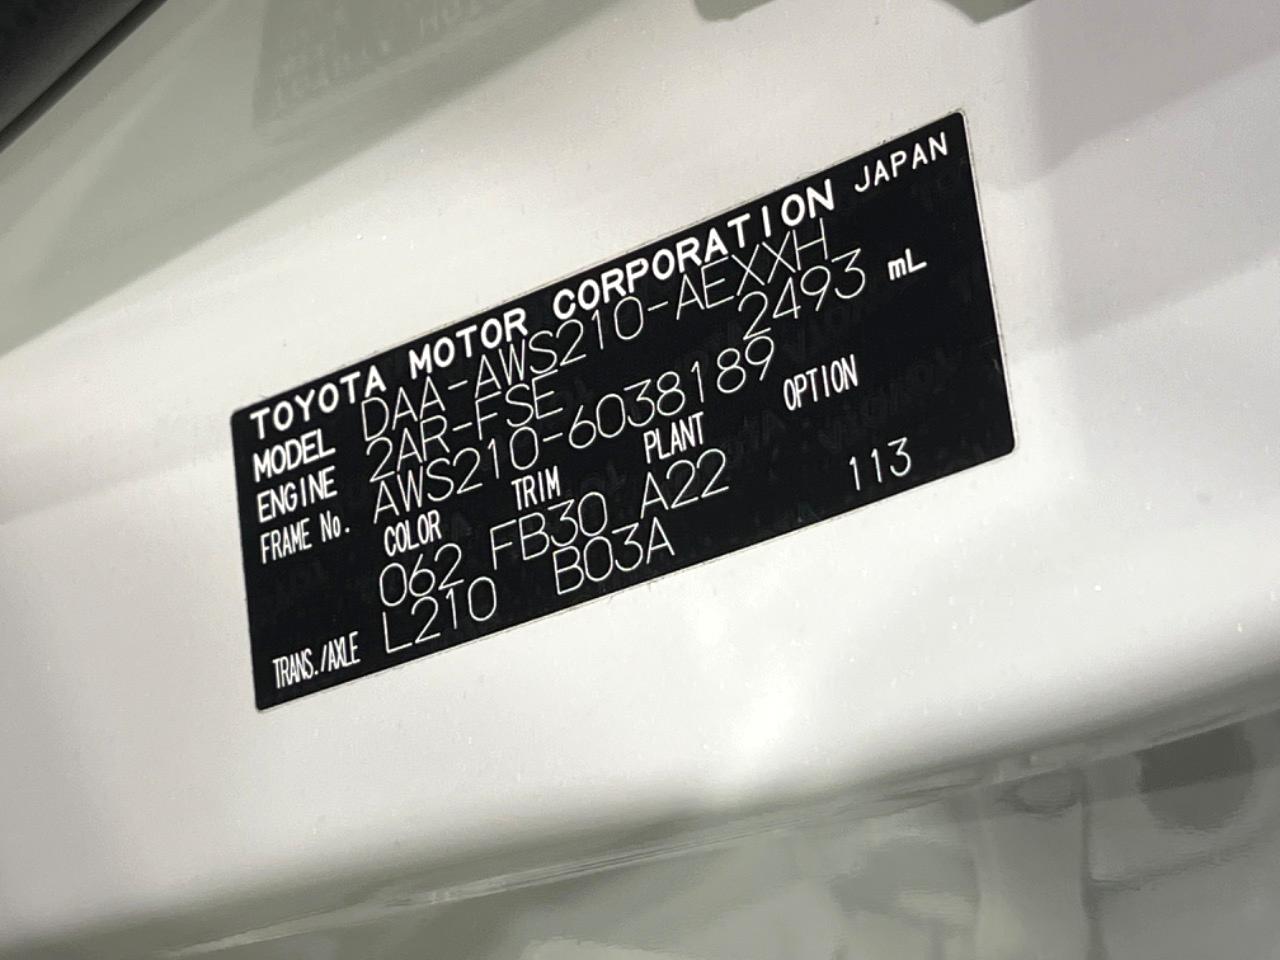 TOYOTA MOTOR CORPORATION JAPAN
MODEL DAA-AWS210-AEXXH
ENGINE 2AR-FSE 2493 mL
FRAME No. AWS210-6038189
COLOR TRIM PLANT OPTION
062 FB30 A22 113
TRANS./AXLE L210 B03A